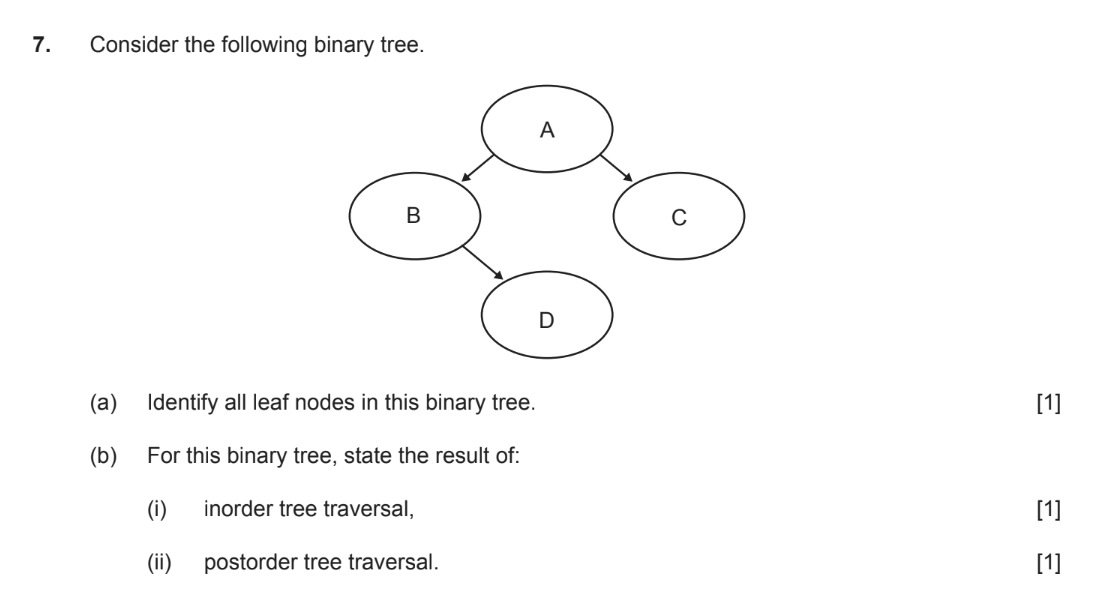 7. Consider the following binary tree.
A
B
C
D
(a) Identify all leaf nodes in this binary tree. [1]
(b) For this binary tree, state the result of:
(i) inorder tree traversal, [1]
(ii) postorder tree traversal. [1]